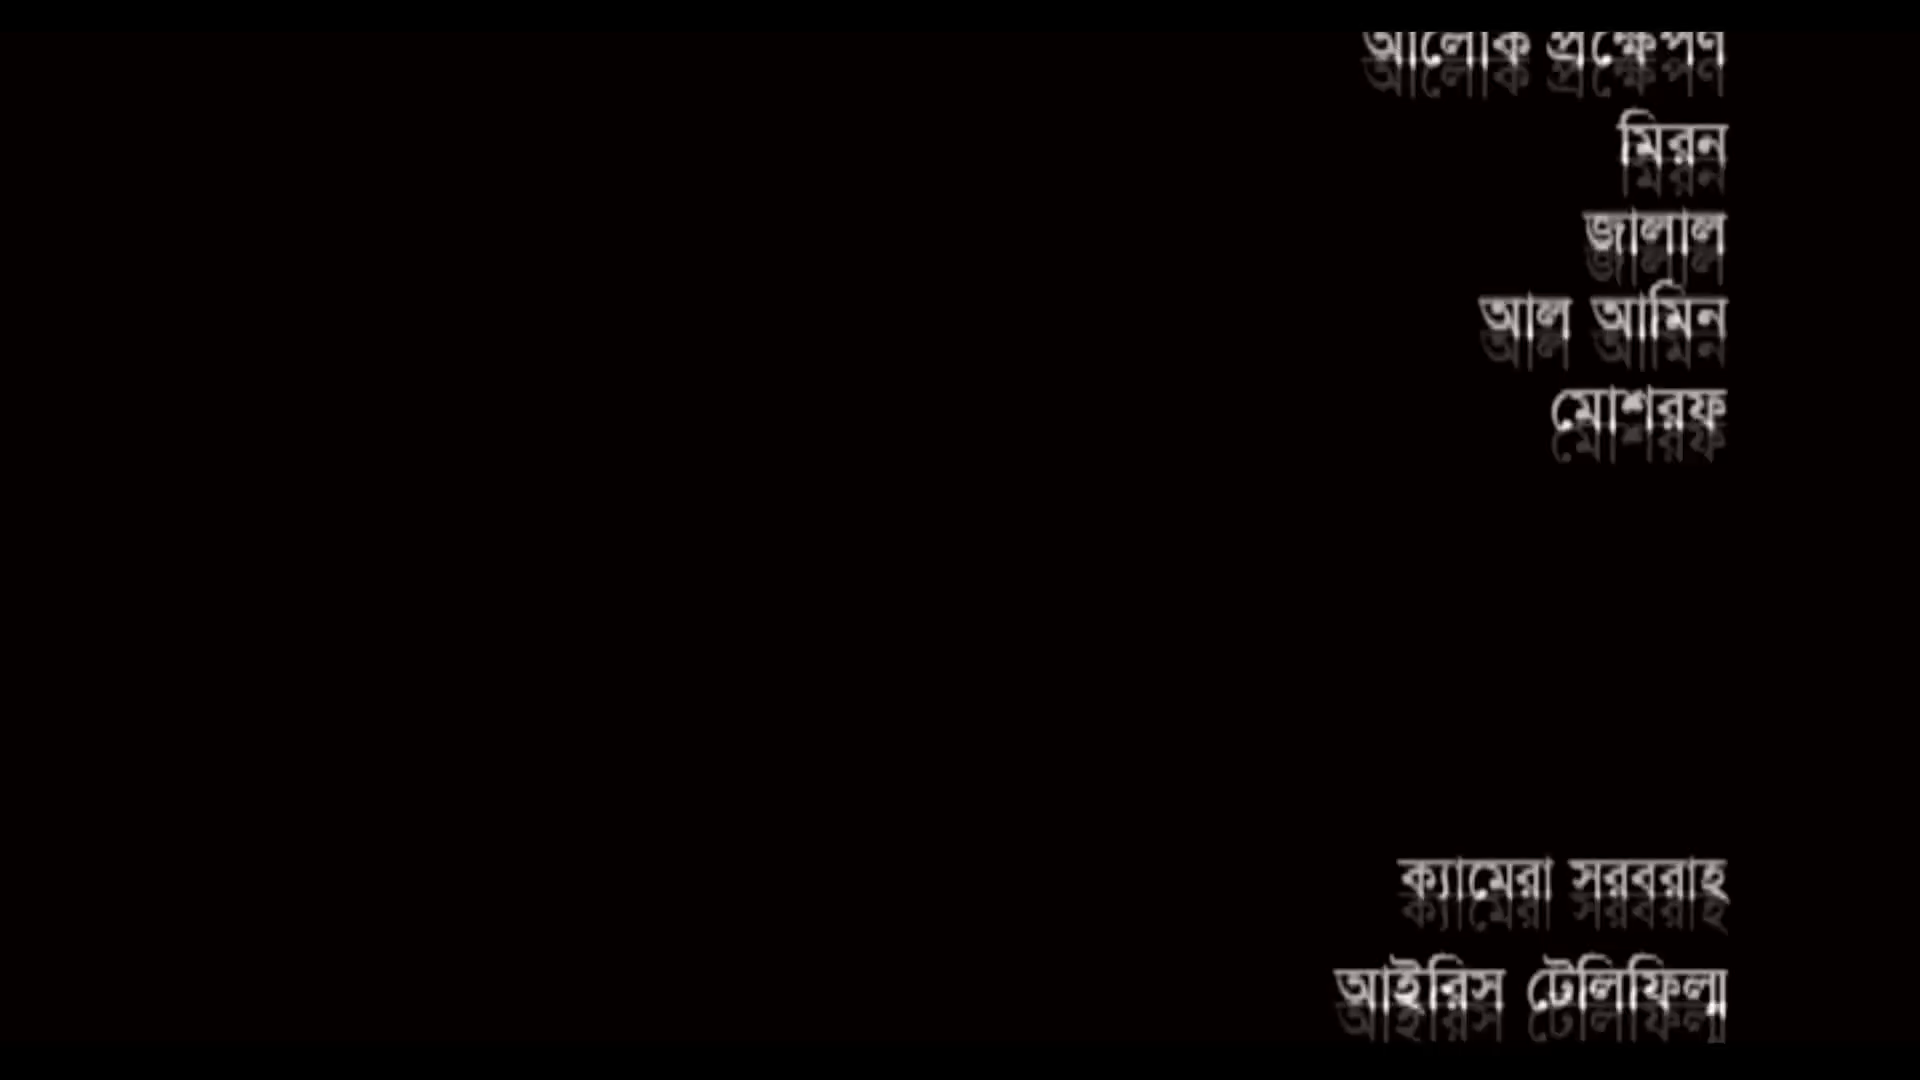 আলোক প্রক্ষেপণ
মিরন
জালাল
আল আমিন
মোশরফ
ক্যামেরা সরবরাহ
আইরিস টেলিফিল্ম